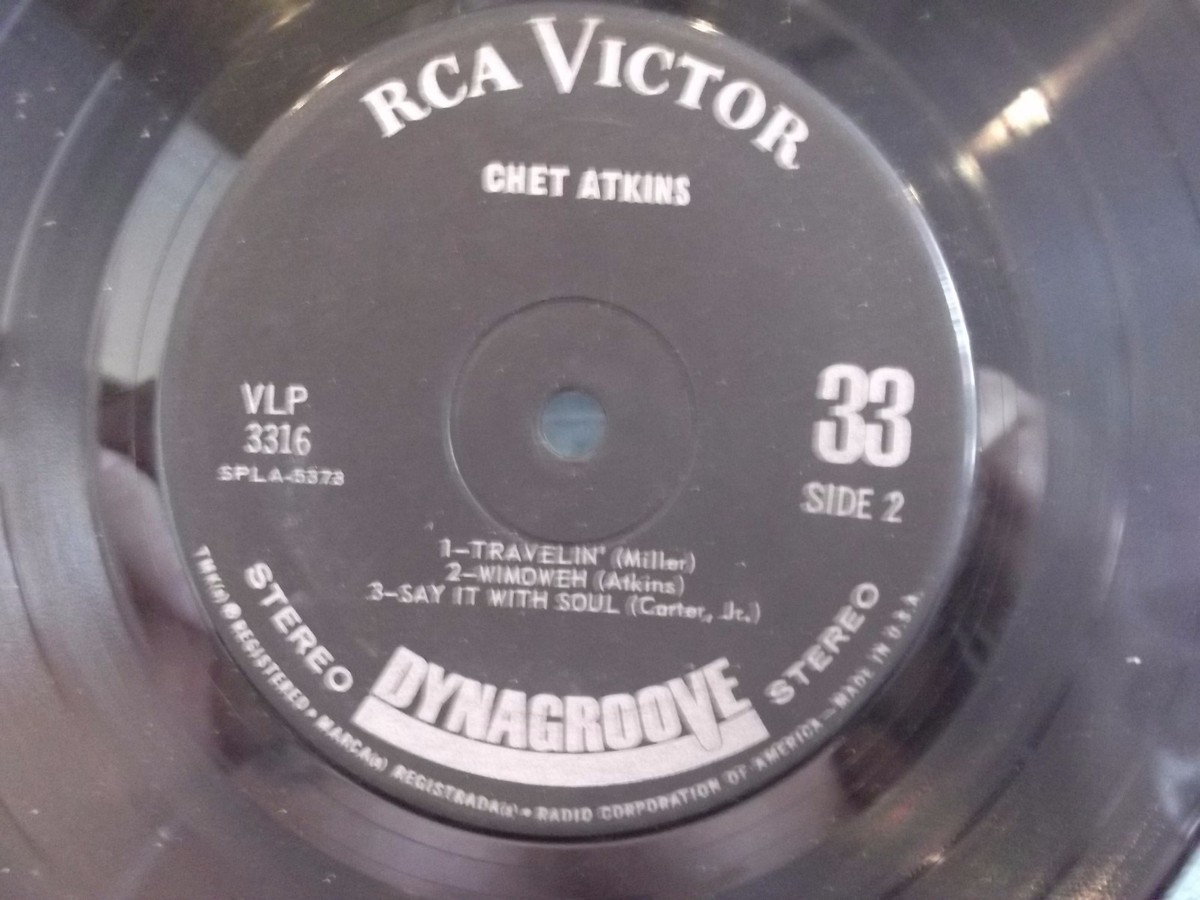 RCA VICTOR
CHET ATKINS
VLP
3316
SPLA-5373
33
SIDE 2
1-TRAVELIN' (Miller)
2-WIMOWEH (Atkins)
3-SAY IT WITH SOUL (Carter, Jr.)
STEREO
DYNAGROOVE
STEREO
TMK(s) ® REGISTERED • MARCA(s) REGISTRADA(s) • RADIO CORPORATION OF AMERICA—MADE IN U.S.A.